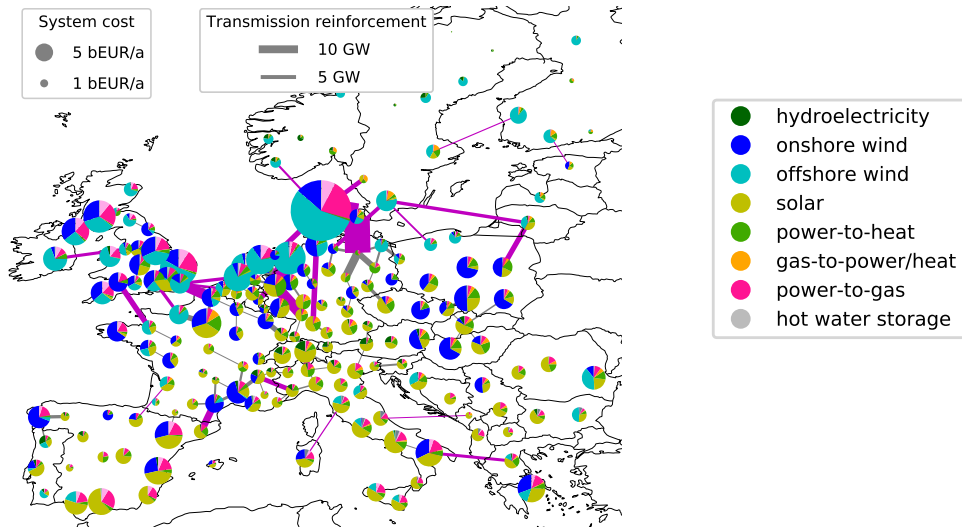 System cost
5 bEUR/a
1 bEUR/a
Transmission reinforcement
10 GW
5 GW
hydroelectricity
onshore wind
offshore wind
solar
power-to-heat
gas-to-power/heat
power-to-gas
hot water storage